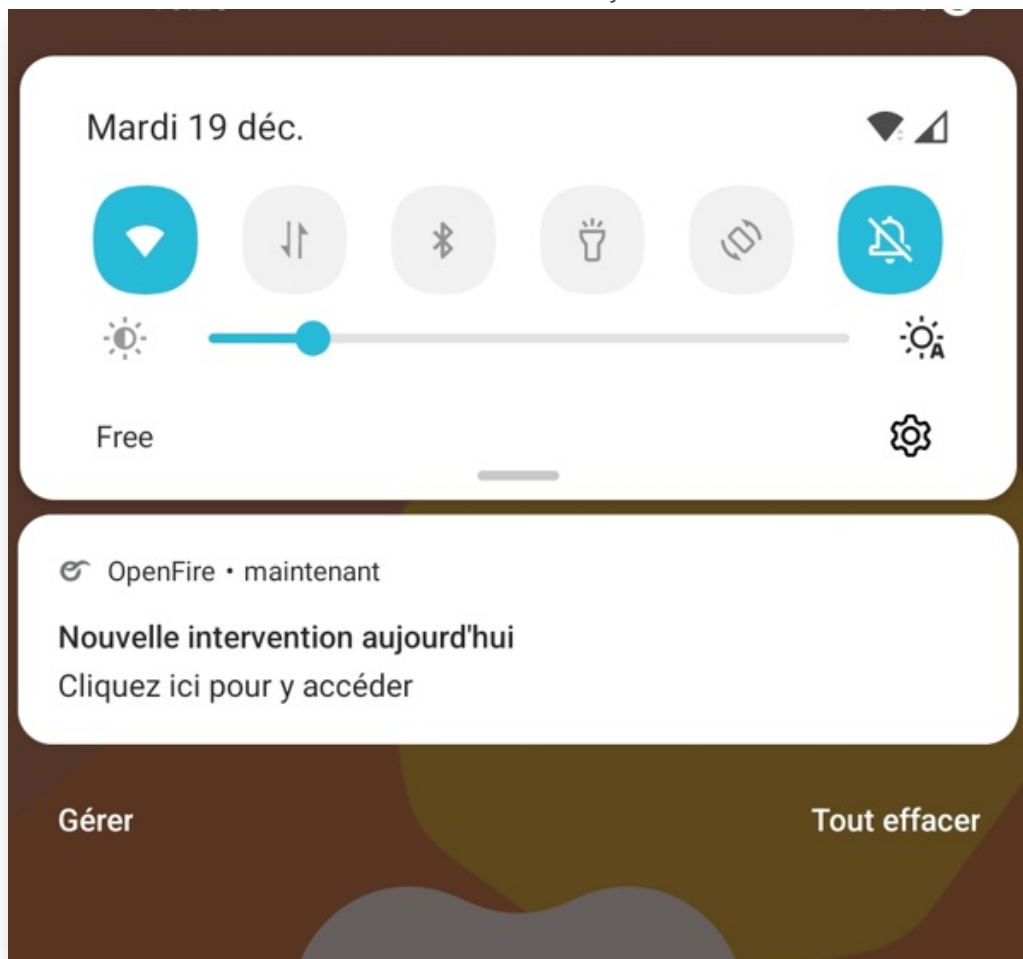 Mardi 19 déc.
Free
OpenFire • maintenant
Nouvelle intervention aujourd'hui
Cliquez ici pour y accéder
Gérer
Tout effacer